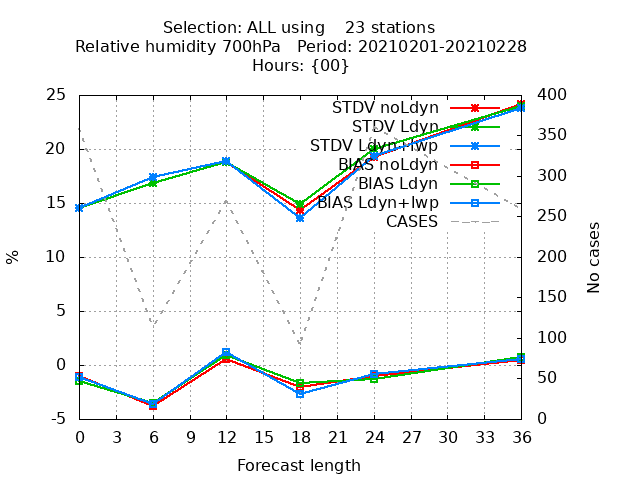 Selection: ALL using 23 stations
Relative humidity 700hPa Period: 20210201-20210228
Hours: {00}
25 400
STDV noLdyn
STDV Ldyn 350
20 STDV Ldyn+lwp
BIAS noLdyn 300
BIAS Ldyn
15 BIAS Ldyn+lwp 250
CASES
10 200
% No cases
5 150
100
0
50
-5 0
0 3 6 9 12 15 18 21 24 27 30 33 36
Forecast length